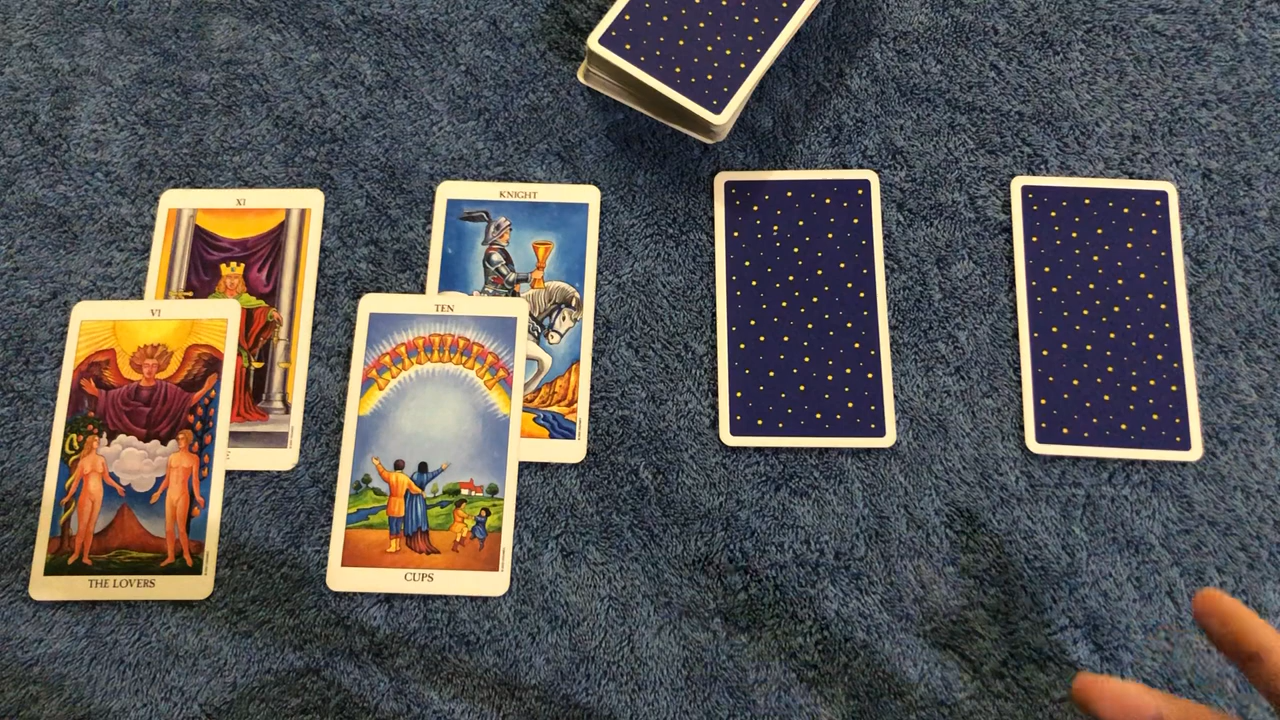 XI
KNIGHT
VI
THE LOVERS
TEN
CUPS